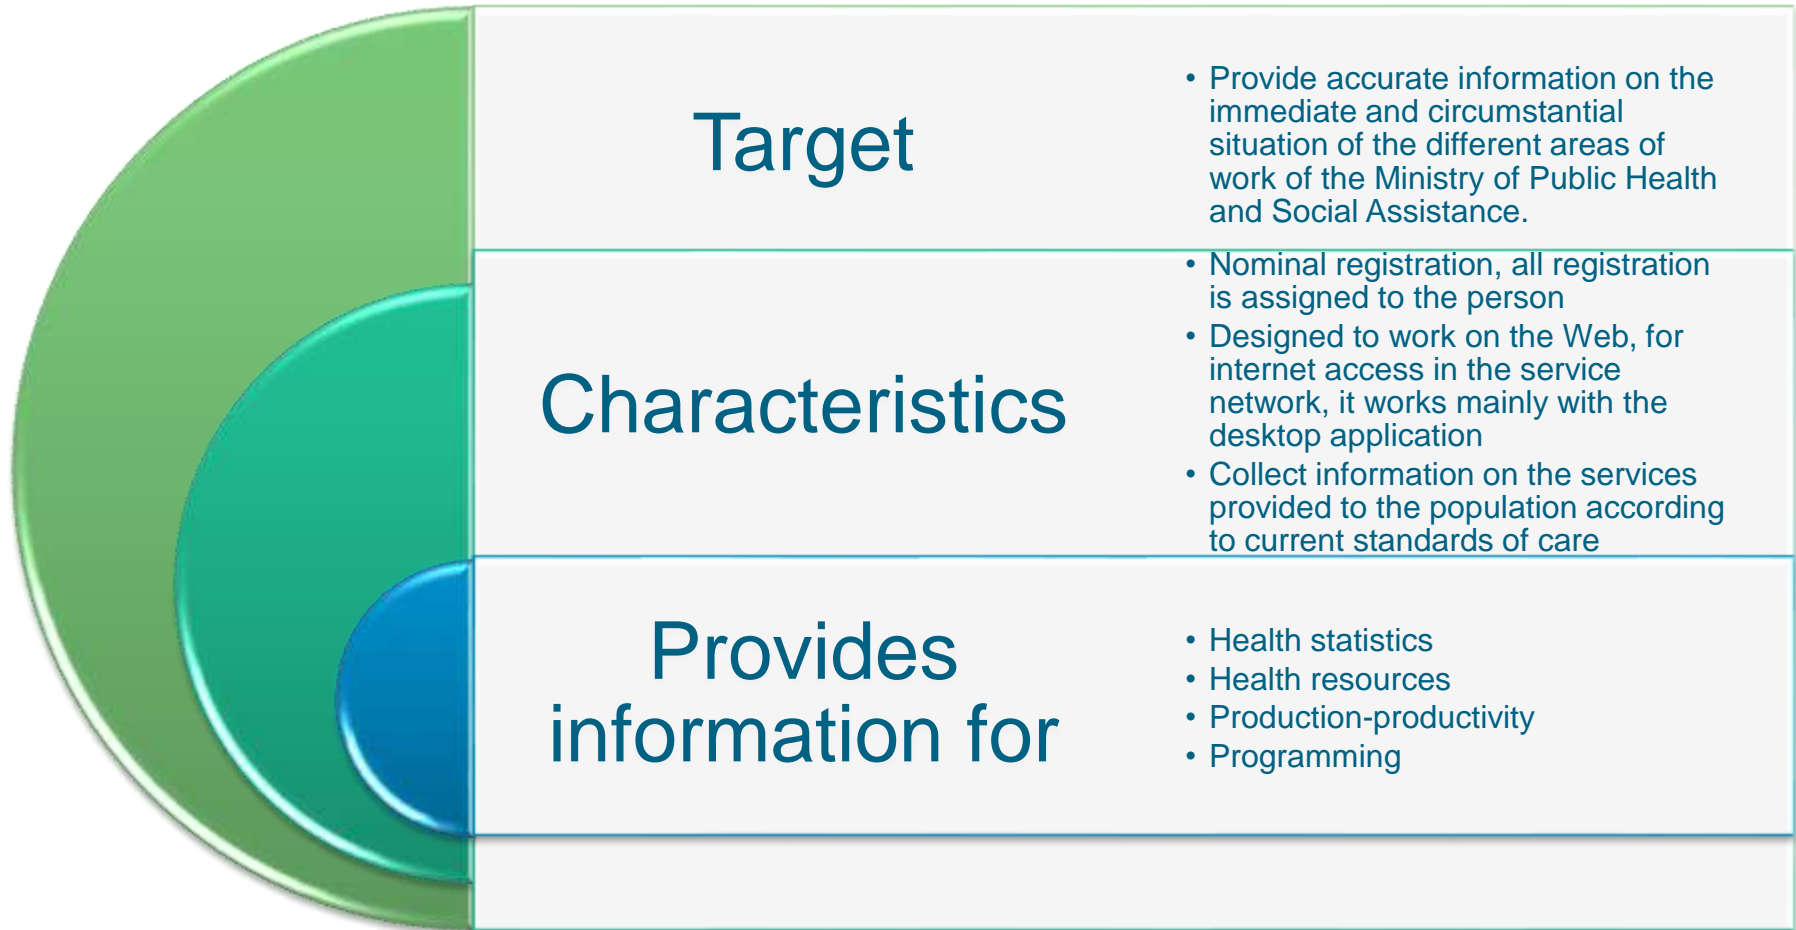 Target
• Provide accurate information on the
immediate and circumstantial
situation of the different areas of
work of the Ministry of Public Health
and Social Assistance.
Characteristics
• Nominal registration, all registration
is assigned to the person
• Designed to work on the Web, for
internet access in the service
network, it works mainly with the
desktop application
• Collect information on the services
provided to the population according
to current standards of care
Provides
information for
• Health statistics
• Health resources
• Production-productivity
• Programming